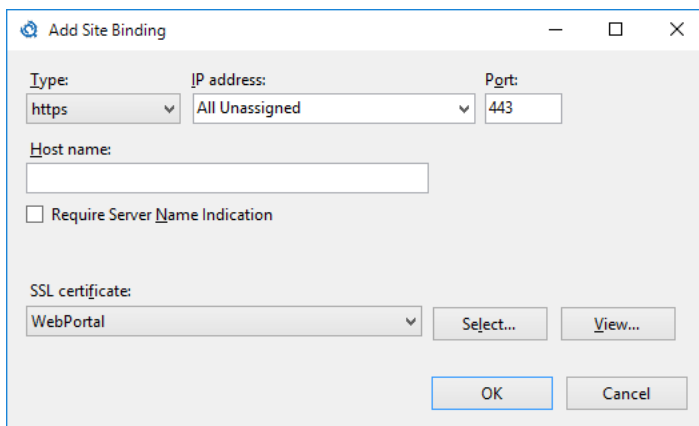 Add Site Binding
Type: IP address: Port:
https All Unassigned 443
Host name:
Require Server Name Indication
SSL certificate:
WebPortal Select... View...
OK Cancel